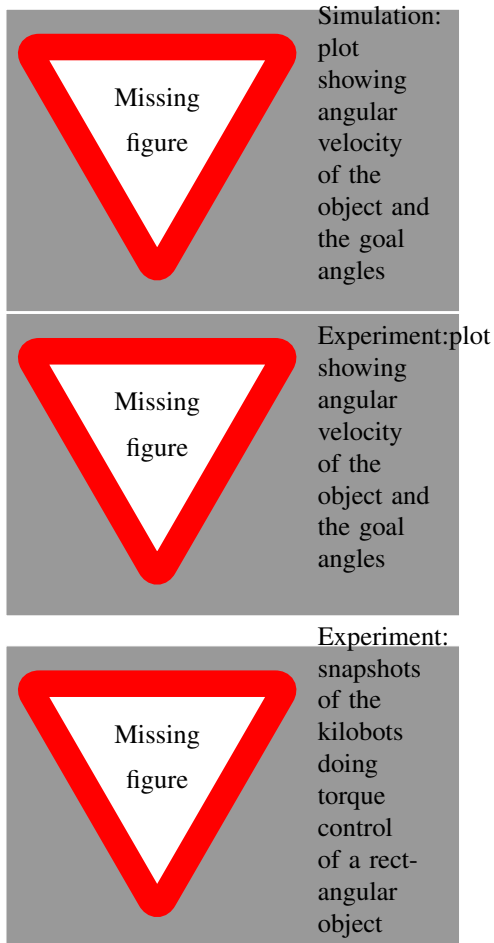 Missing
figure
Simulation:
plot
showing
angular
velocity
of the
object and
the goal
angles
Missing
figure
Experiment:plot
showing
angular
velocity
of the
object and
the goal
angles
Missing
figure
Experiment:
snapshots
of the
kilobots
doing
torque
control
of a rect-
angular
object